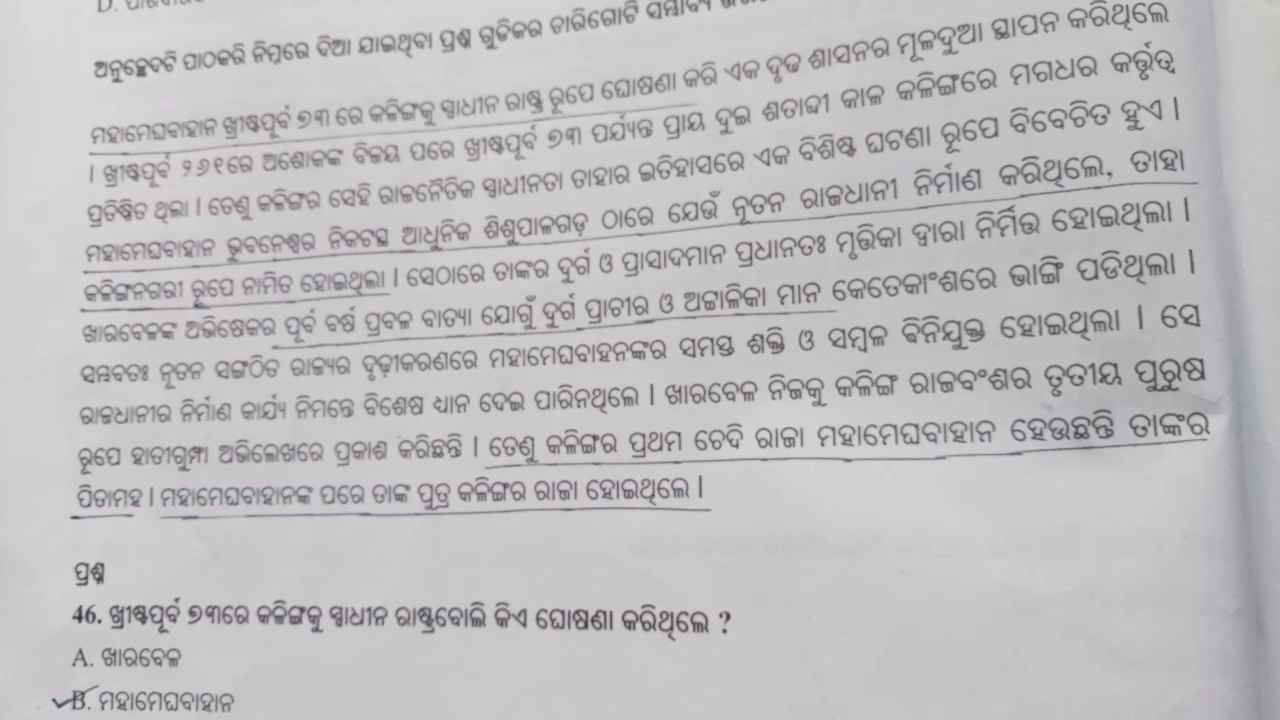 D.
ଅନୁଚ୍ଛେଦଟି ପାଠକରି ନିମ୍ନରେ ଦିଆ ଯାଇଥିବା ପ୍ରଶ୍ନ ଗୁଡିକର ଚାରିଗୋଟି ସମ୍ଭାବ୍ୟ
ମହାମେଘବାହାନ ଖ୍ରୀଷ୍ଟପୂର୍ବ ୭୩ ରେ କଳିଙ୍ଗକୁ ସ୍ୱାଧୀନ ରାଷ୍ଟ୍ର ରୂପେ ଘୋଷଣା କରି ଏକ ଦୃଢ ଶାସନର ମୂଳଦୁଆ ସ୍ଥାପନ କରିଥିଲେ
। ଖ୍ରୀଷ୍ଟପୂର୍ବ ୨୬୧ରେ ଅଶୋକଙ୍କ ବିଜୟ ପରେ ଖ୍ରୀଷ୍ଟପୂର୍ବ ୭୩ ପର୍ଯ୍ୟନ୍ତ ପ୍ରାୟ ଦୁଇ ଶତାବ୍ଦୀ କାଳ କଳିଙ୍ଗରେ ମଗଧର କର୍ତ୍ତୃତ୍ୱ
ପ୍ରତିଷ୍ଠିତ ଥିଲା । ତେଣୁ କଳିଙ୍ଗର ସେହି ରାଜନୈତିକ ସ୍ୱାଧୀନତା ତାହାର ଇତିହାସରେ ଏକ ବିଶିଷ୍ଟ ଘଟଣା ରୂପେ ବିବେଚିତ ହୁଏ ।
ମହାମେଘବାହାନ ଭୁବନେଶ୍ୱର ନିକଟସ୍ଥ ଆଧୁନିକ ଶିଶୁପାଳଗଡ଼ ଠାରେ ଯେଉଁ ନୂତନ ରାଜଧାନୀ ନିର୍ମାଣ କରିଥିଲେ, ତାହା
କଳିଙ୍ଗନଗରୀ ରୂପେ ନାମିତ ହୋଇଥିଲା । ସେଠାରେ ତାଙ୍କର ଦୁର୍ଗ ଓ ପ୍ରାସାଦମାନ ପ୍ରଧାନତଃ ମୃତ୍ତିକା ଦ୍ୱାରା ନିର୍ମିତ୍ତ ହୋଇଥିଲା ।
ଖାରବେଳଙ୍କ ଅଭିଷେକର ପୂର୍ବ ବର୍ଷ ପ୍ରବଳ ବାତ୍ୟା ଯୋଗୁଁ ଦୁର୍ଗ ପ୍ରାଚୀର ଓ ଅଟ୍ଟାଳିକା ମାନ କେତେକାଂଶରେ ଭାଙ୍ଗି ପଡିଥିଲା ।
ସମ୍ଭବତଃ ନୂତନ ସଙ୍ଗଠିତ ରାଜ୍ୟର ଦୃଢ଼ୀକରଣରେ ମହାମେଘବାହନଙ୍କର ସମସ୍ତ ଶକ୍ତି ଓ ସମ୍ବଳ ବିନିଯୁକ୍ତ ହୋଇଥିଲା । ସେ
ରାଜଧାନୀର ନିର୍ମାଣ କାର୍ଯ୍ୟ ନିମନ୍ତେ ବିଶେଷ ଧ୍ୟାନ ଦେଇ ପାରିନଥିଲେ । ଖାରବେଳ ନିଜକୁ କଳିଙ୍ଗ ରାଜବଂଶର ତୃତୀୟ ପୁରୁଷ
ରୂପେ ହାତୀଗୁମ୍ଫା ଅଭିଲେଖରେ ପ୍ରକାଶ କରିଛନ୍ତି । ତେଣୁ କଳିଙ୍ଗର ପ୍ରଥମ ଚେଦି ରାଜା ମହାମେଘବାହାନ ହେଉଛନ୍ତି ତାଙ୍କର
ପିତାମହ । ମହାମେଘବାହାନଙ୍କ ପରେ ତାଙ୍କ ପୁତ୍ର କଳିଙ୍ଗର ରାଜା ହୋଇଥିଲେ ।
ପ୍ରଶ୍ନ
46. ଖ୍ରୀଷ୍ଟପୂର୍ବ ୭୩ରେ କଳିଙ୍ଗକୁ ସ୍ୱାଧୀନ ରାଷ୍ଟ୍ରବୋଲି କିଏ ଘୋଷଣା କରିଥିଲେ ?
A. ଖାରବେଳ
B. ମହାମେଘବାହାନ